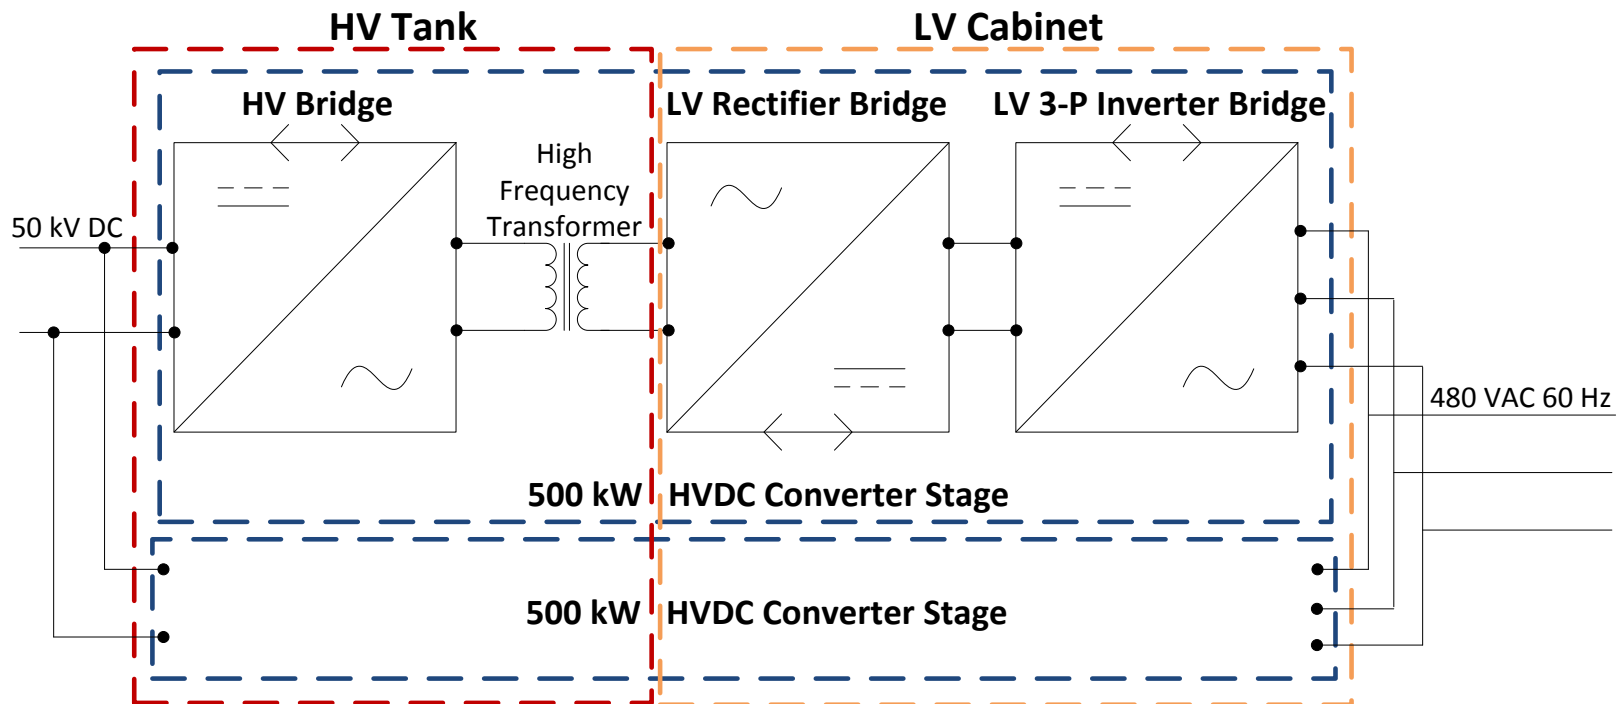 HV Tank
LV Cabinet
HV Bridge
LV Rectifier Bridge
LV 3-P Inverter Bridge
High
Frequency
Transformer
50 kV DC
480 VAC 60 Hz
500 kW HVDC Converter Stage
500 kW HVDC Converter Stage